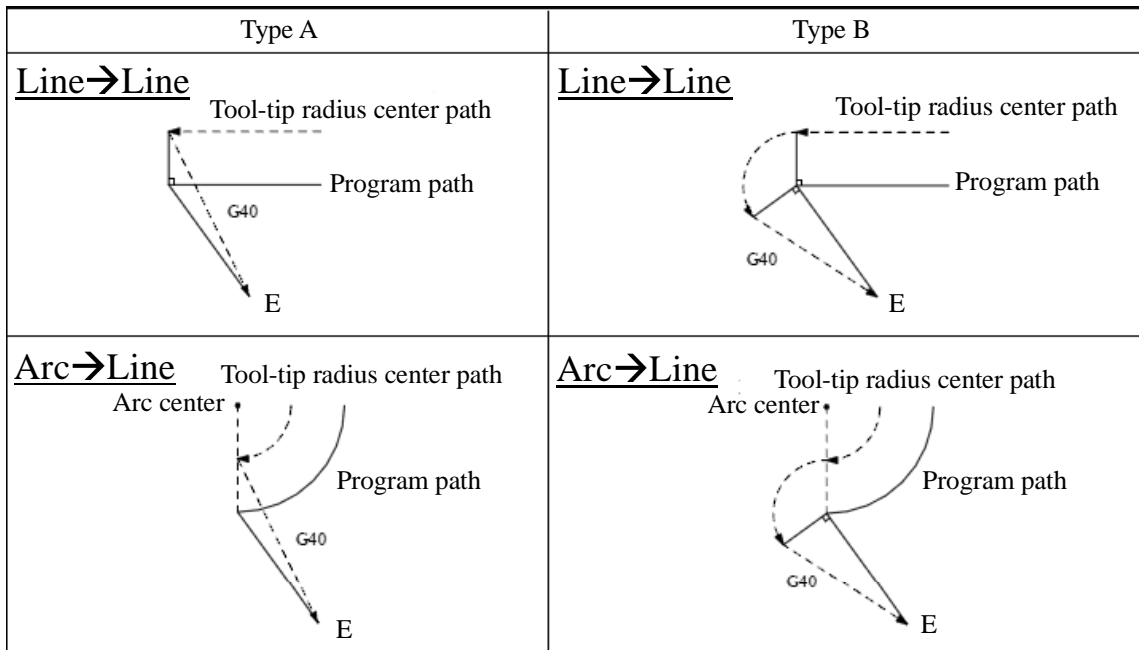 Type A
Type B
Line→Line
Tool-tip radius center path
Program path
G40
E
Line→Line
Tool-tip radius center path
Program path
G40
E
Arc→Line
Tool-tip radius center path
Arc center
Program path
G40
E
Arc→Line
Tool-tip radius center path
Arc center
Program path
G40
E